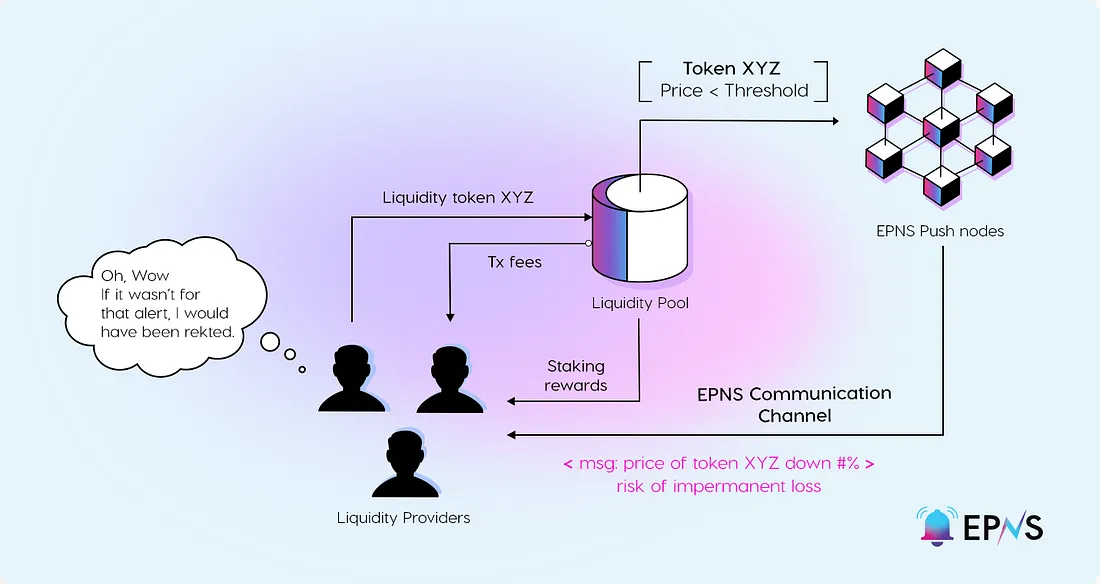 Token XYZ
Price < Threshold
EPNS Push nodes
Liquidity token XYZ
Tx fees
Liquidity Pool
Oh, Wow
If it wasn't for
that alert, I would
have been rekted.
Staking
rewards
EPNS Communication
Channel
< msg: price of token XYZ down #% >
risk of impermanent loss
Liquidity Providers
EPNS